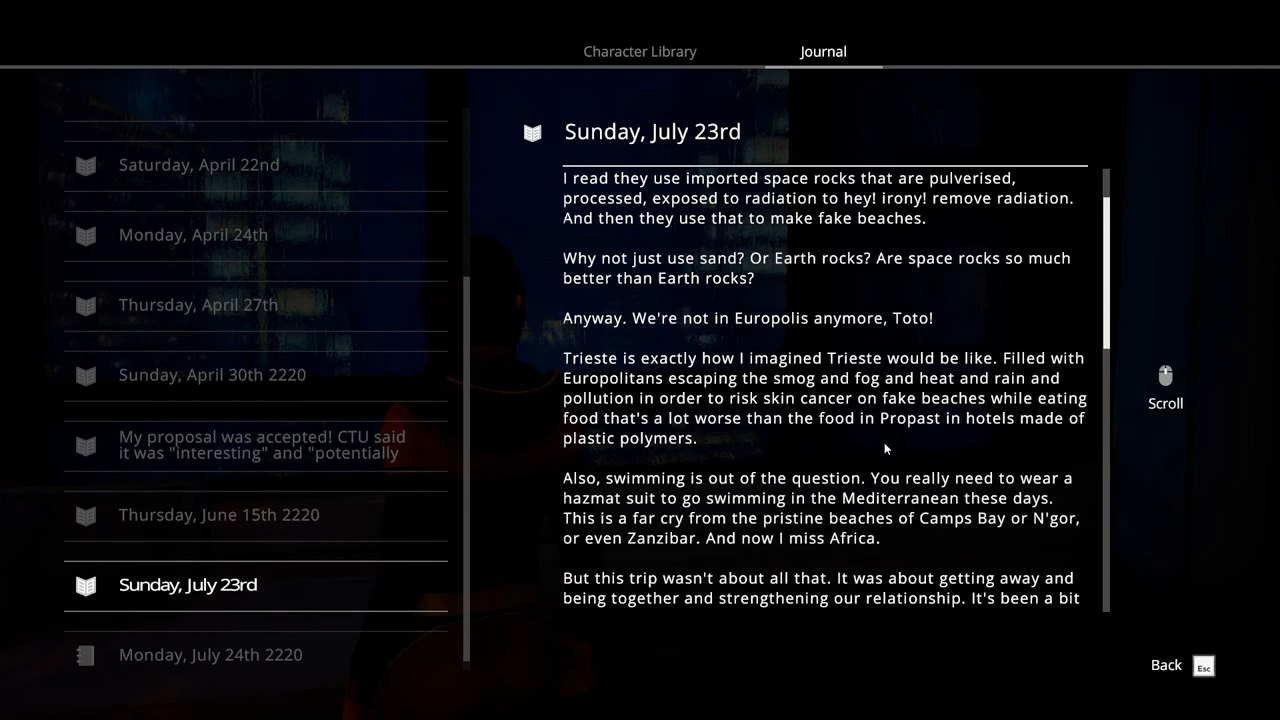 Character Library
Journal
Saturday, April 22nd
Monday, April 24th
Thursday, April 27th
Sunday, April 30th 2220
My proposal was accepted! CTU said
it was "interesting" and "potentially
Thursday, June 15th 2220
Sunday, July 23rd
Monday, July 24th 2220
Sunday, July 23rd
I read they use imported space rocks that are pulverised,
processed, exposed to radiation to hey! irony! remove radiation.
And then they use that to make fake beaches.
Why not just use sand? Or Earth rocks? Are space rocks so much
better than Earth rocks?
Anyway. We're not in Europolis anymore, Toto!
Trieste is exactly how I imagined Trieste would be like. Filled with
Europolitans escaping the smog and fog and heat and rain and
pollution in order to risk skin cancer on fake beaches while eating
food that's a lot worse than the food in Propast in hotels made of
plastic polymers.
Also, swimming is out of the question. You really need to wear a
hazmat suit to go swimming in the Mediterranean these days.
This is a far cry from the pristine beaches of Camps Bay or N'gor,
or even Zanzibar. And now I miss Africa.
But this trip wasn't about all that. It was about getting away and
being together and strengthening our relationship. It's been a bit
Scroll
Back
Esc